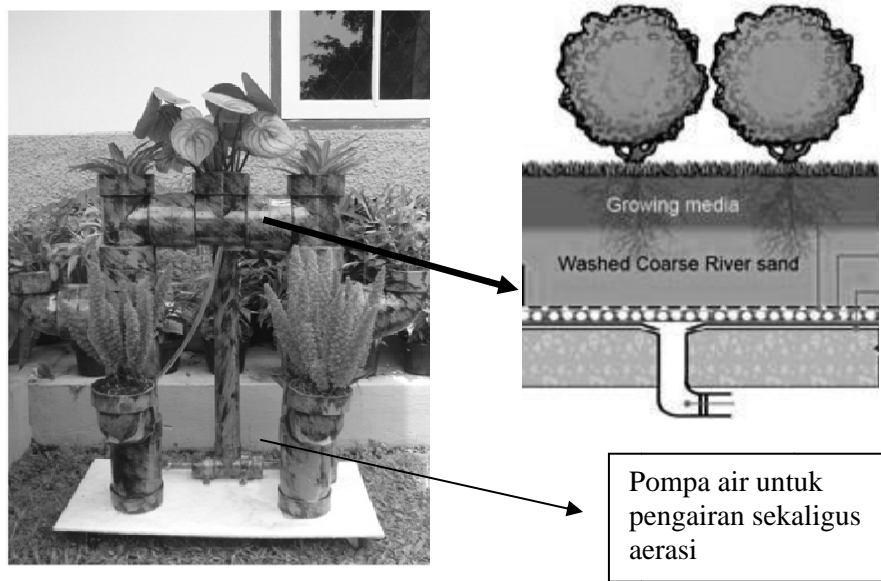 Growing media
Washed Coarse River sand
Pompa air untuk
pengairan sekaligus
aerasi